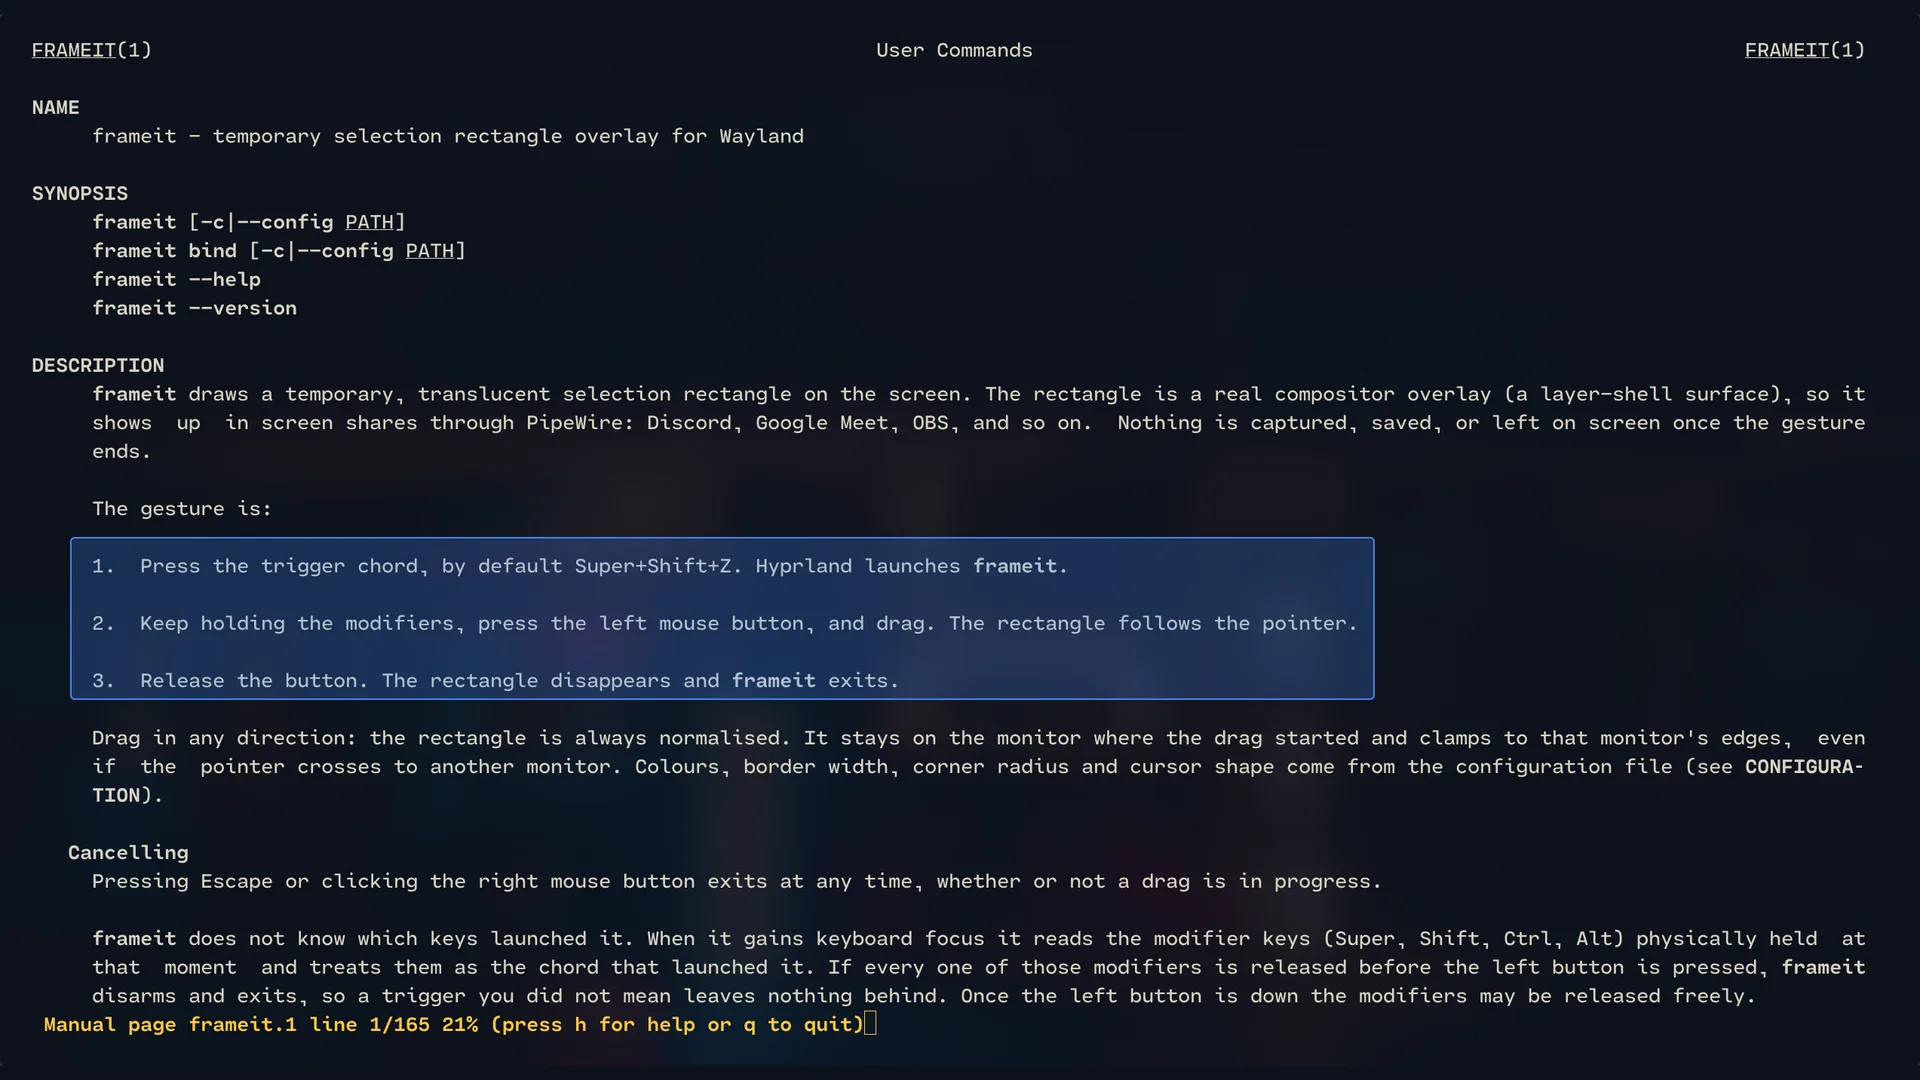 FRAMEIT(1) User Commands FRAMEIT(1)
NAME
frameit — temporary selection rectangle overlay for Wayland
SYNOPSIS
frameit [-c|--config PATH]
frameit bind [-c|--config PATH]
frameit --help
frameit --version
DESCRIPTION
frameit draws a temporary, translucent selection rectangle on the screen. The rectangle is a real compositor overlay (a layer-shell surface), so it
shows up in screen shares through PipeWire: Discord, Google Meet, OBS, and so on. Nothing is captured, saved, or left on screen once the gesture
ends.
The gesture is:
1. Press the trigger chord, by default Super+Shift+Z. Hyprland launches frameit.
2. Keep holding the modifiers, press the left mouse button, and drag. The rectangle follows the pointer.
3. Release the button. The rectangle disappears and frameit exits.
Drag in any direction: the rectangle is always normalised. It stays on the monitor where the drag started and clamps to that monitor's edges, even
if the pointer crosses to another monitor. Colours, border width, corner radius and cursor shape come from the configuration file (see CONFIGURA-
TION).
Cancelling
Pressing Escape or clicking the right mouse button exits at any time, whether or not a drag is in progress.
frameit does not know which keys launched it. When it gains keyboard focus it reads the modifier keys (Super, Shift, Ctrl, Alt) physically held at
that moment and treats them as the chord that launched it. If every one of those modifiers is released before the left button is pressed, frameit
disarms and exits, so a trigger you did not mean leaves nothing behind. Once the left button is down the modifiers may be released freely.
Manual page frameit.1 line 1/165 21% (press h for help or q to quit)